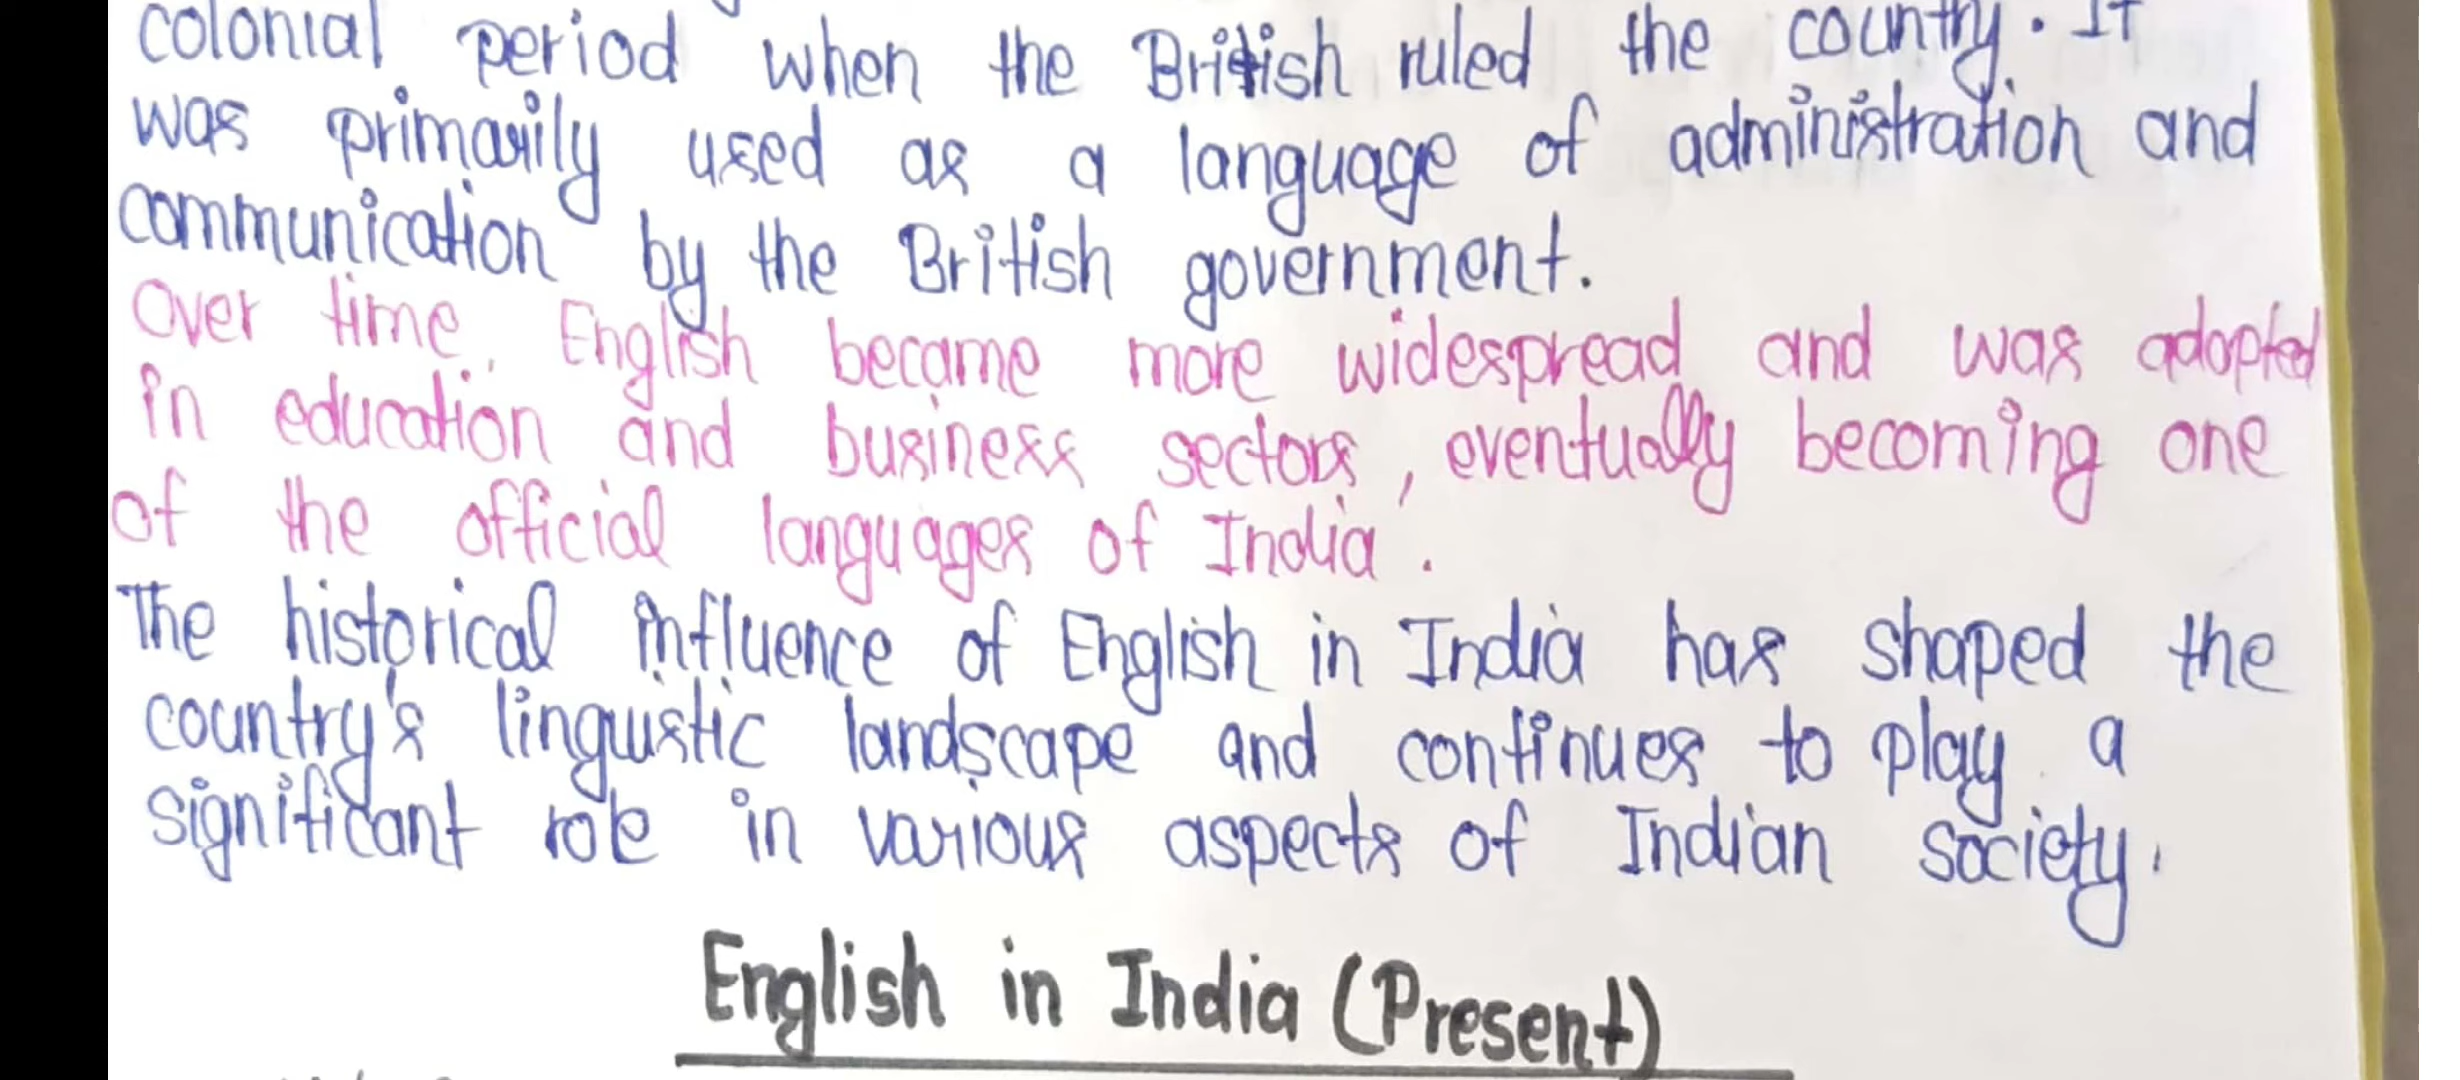 colonial period when the British ruled the country. It
was primarily used as a language of administration and
communication by the British government.
Over time, English became more widespread and was adopted
in education and business sectors, eventually becoming one
of the official languages of India.
The historical influence of English in India has shaped the
country's linguistic landscape and continues to play a
significant role in various aspects of Indian society.
English in India (Present)